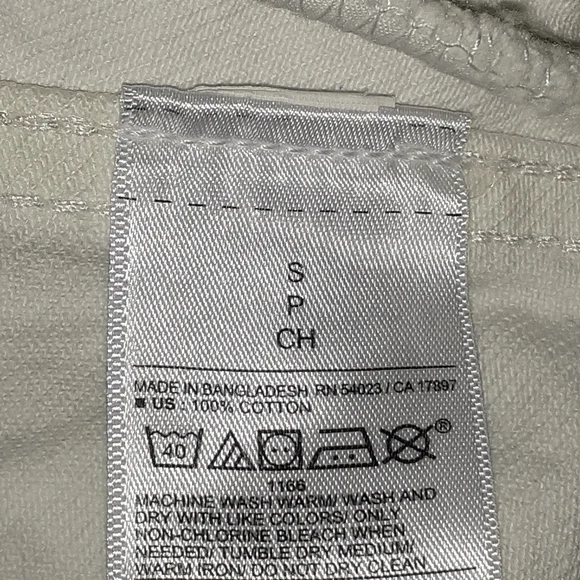 S
P
CH
MADE IN BANGLADESH RN 54023 / CA 17897
■ US : 100% COTTON
40
®
1166
MACHINE WASH WARM/ WASH AND
DRY WITH LIKE COLORS/ ONLY
NON-CHLORINE BLEACH WHEN
NEEDED/ TUMBLE DRY MEDIUM/
WARM IRON/ DO NOT DRY CLEAN